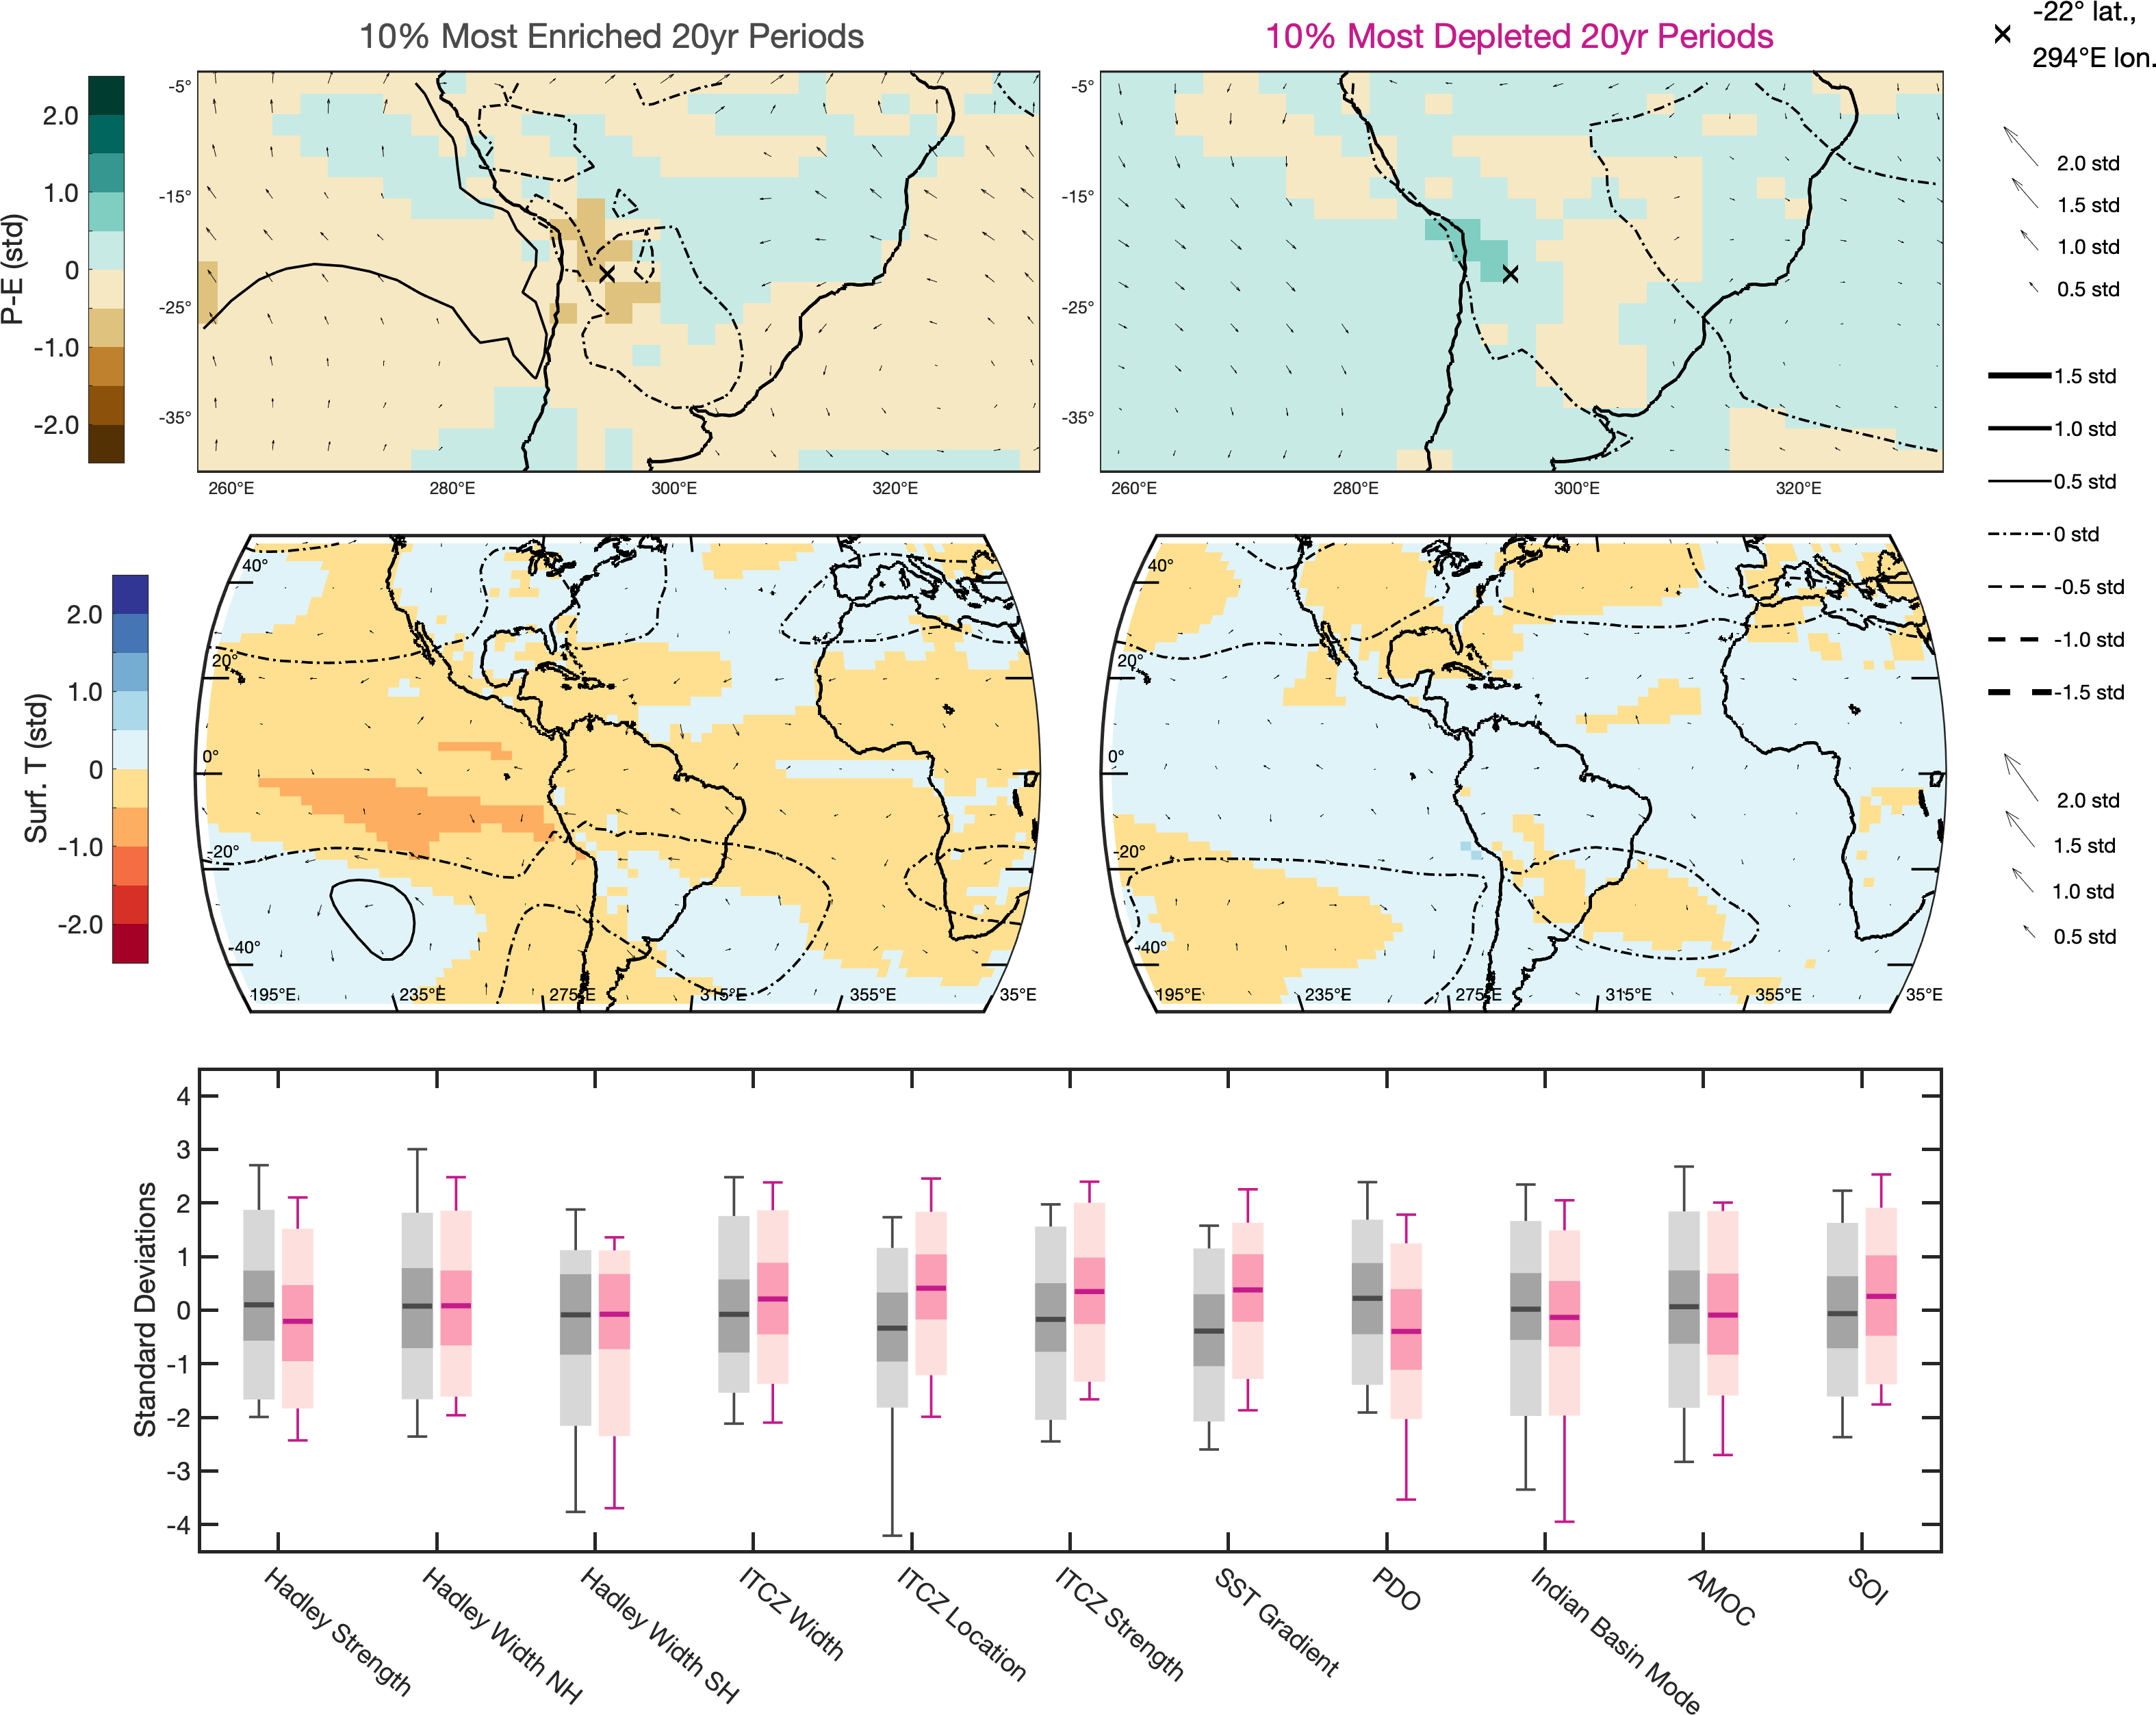 10% Most Enriched 20yr Periods
10% Most Depleted 20yr Periods
-22° lat.,
294°E lon.
P-E (std)
2.0
1.0
0
-1.0
-2.0
-5°
-15°
-25°
-35°
260°E
280°E
300°E
320°E
-5°
-15°
-25°
-35°
260°E
280°E
300°E
320°E
2.0 std
1.5 std
1.0 std
0.5 std
1.5 std
1.0 std
0.5 std
0 std
-0.5 std
-1.0 std
-1.5 std
Surf. T (std)
2.0
1.0
0
-1.0
-2.0
40°
20°
0°
-20°
-40°
195°E
235°E
275°E
315°E
355°E
35°E
40°
20°
0°
-20°
-40°
195°E
235°E
275°E
315°E
355°E
35°E
2.0 std
1.5 std
1.0 std
0.5 std
Standard Deviations
4
3
2
1
0
-1
-2
-3
-4
Hadley Strength
Hadley Width NH
Hadley Width SH
ITCZ Width
ITCZ Location
ITCZ Strength
SST Gradient
PDO
Indian Basin Mode
AMOC
SOI